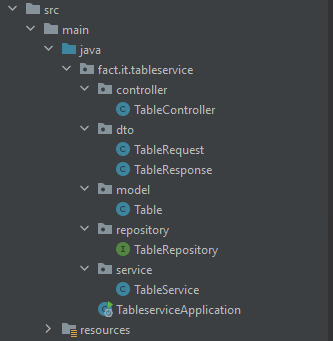 src
main
java
fact.it.tableservice
controller
TableController
dto
TableRequest
TableResponse
model
Table
repository
TableRepository
service
TableService
TableserviceApplication
resources